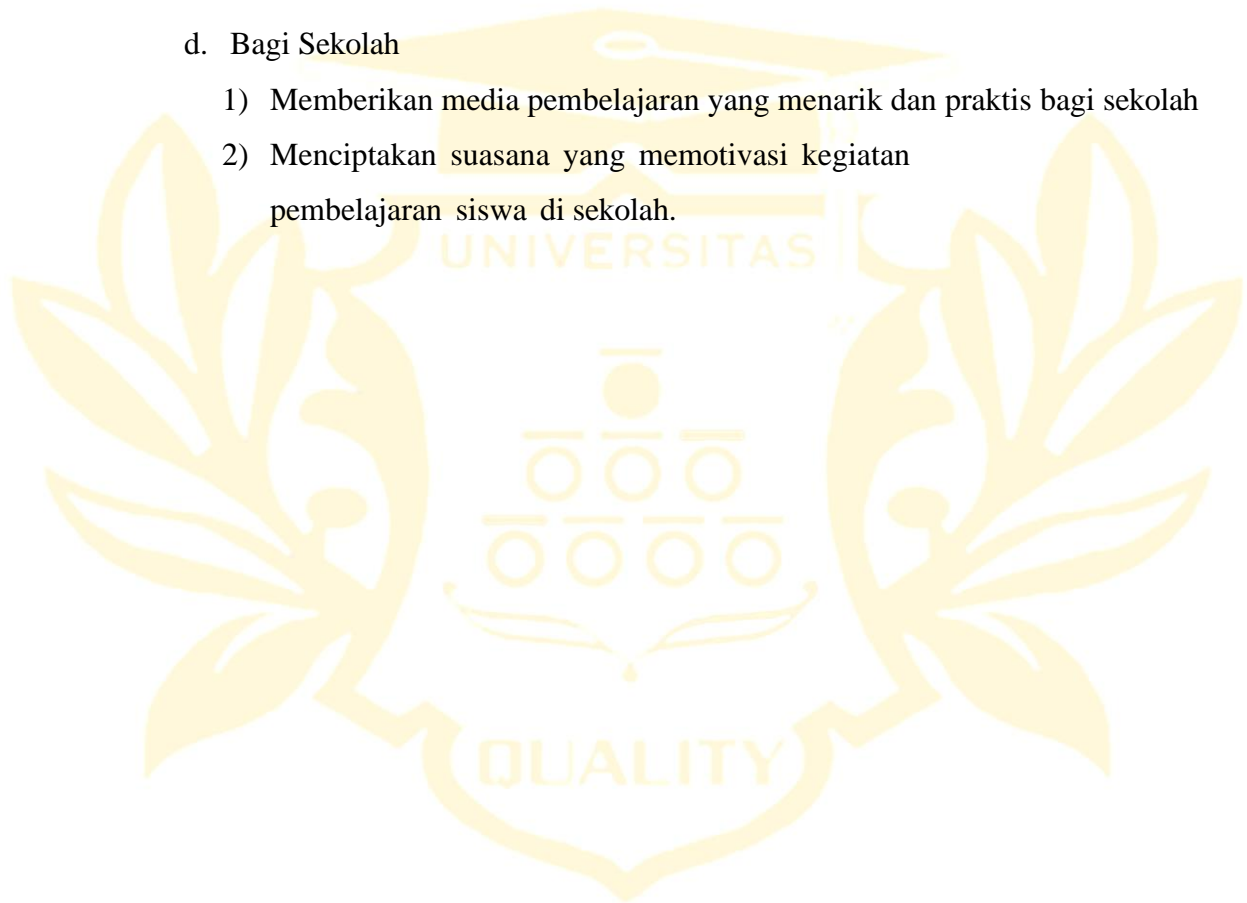 d. Bagi Sekolah
1) Memberikan media pembelajaran yang menarik dan praktis bagi sekolah
2) Menciptakan suasana yang memotivasi kegiatan
pembelajaran siswa di sekolah.
UNIVERSITAS
QUALITY